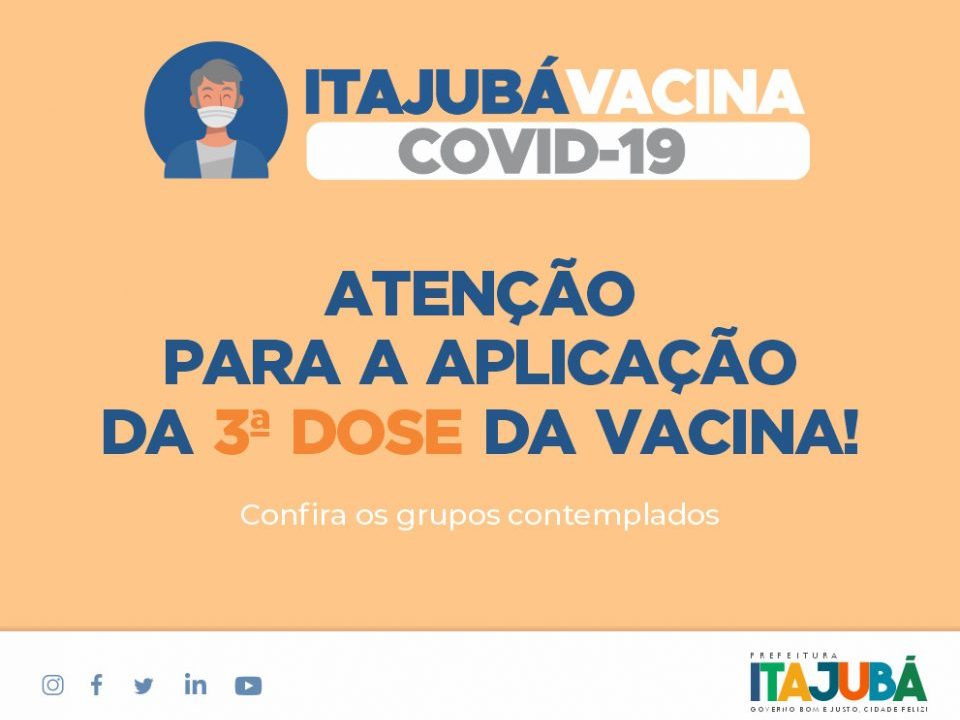 ITAJUBÁVACINA
COVID-19
ATENÇÃO
PARA A APLICAÇÃO
DA 3ª DOSE DA VACINA!
Confira os grupos contemplados
PREFEITURA
ITAJUBÁ
GOVERNO BOM E JUSTO, CIDADE FELIZ!